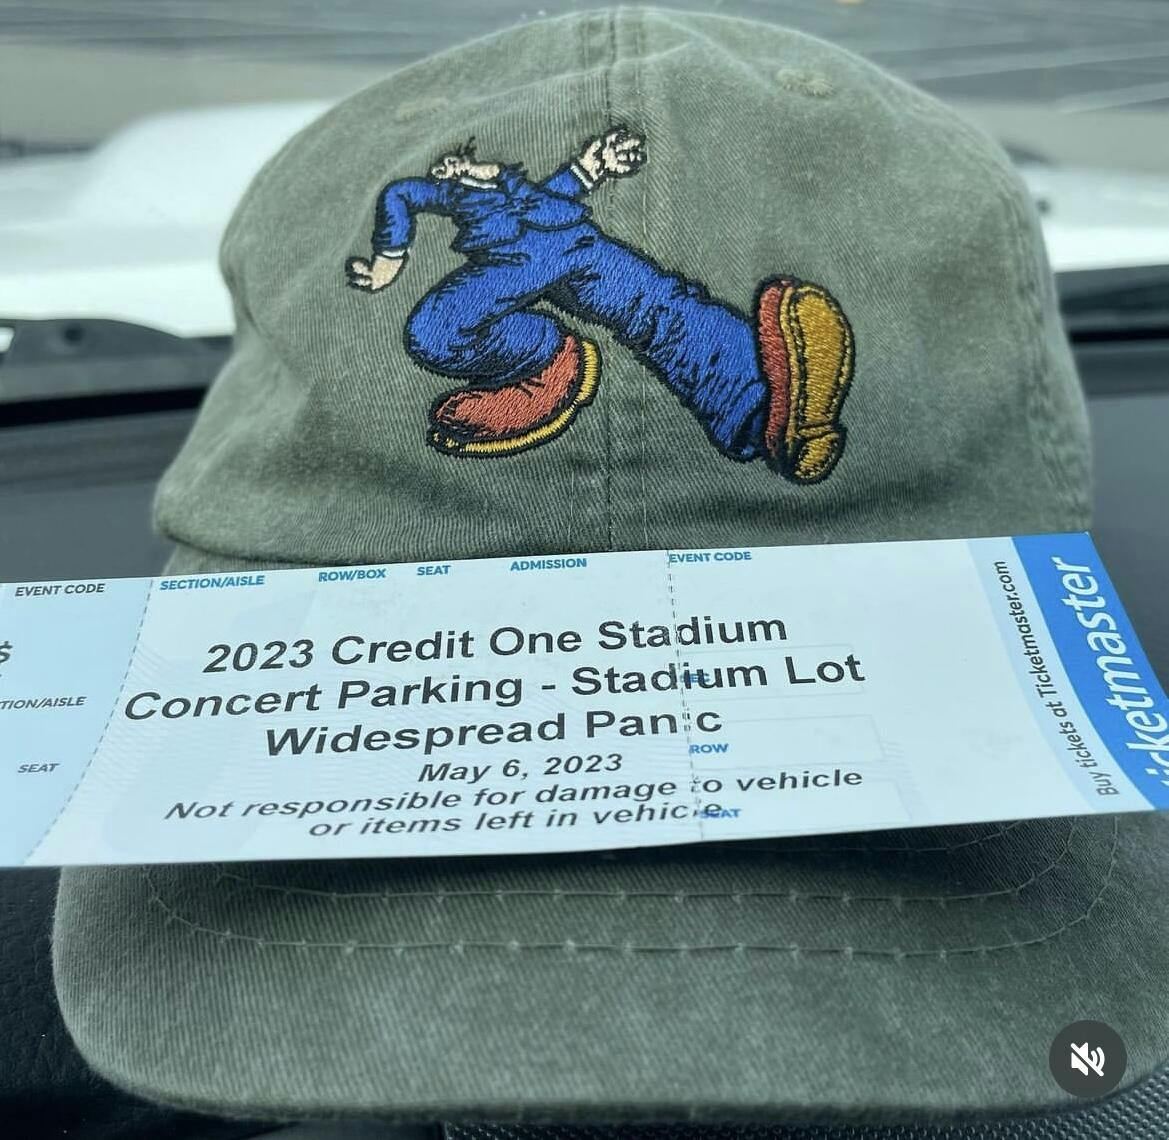 EVENT CODE
SECTION/AISLE ROW/BOX SEAT ADMISSION EVENT CODE
$
TION/AISLE
SEAT
2023 Credit One Stadium
Concert Parking - Stadium Lot
Widespread Panic
ROW
May 6, 2023
Not responsible for damage to vehicle
or items left in vehicle.
SEAT
Buy tickets at Ticketmaster.com
ticketmaster